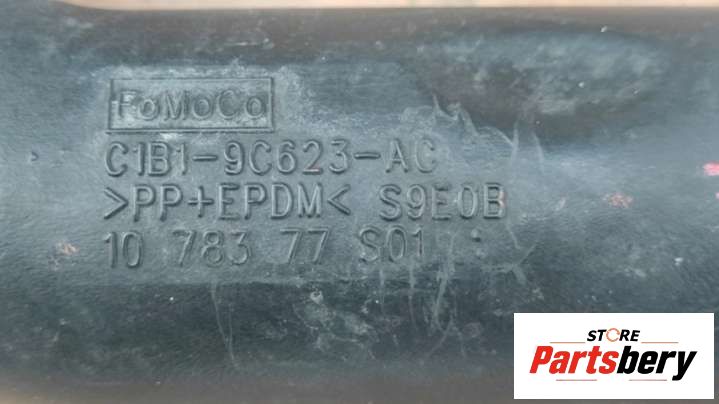 FoMoCo
C1B1-9C623-AC
>PP+EPDM< S9E0B
10 783 77 S01
STORE
Partsbery